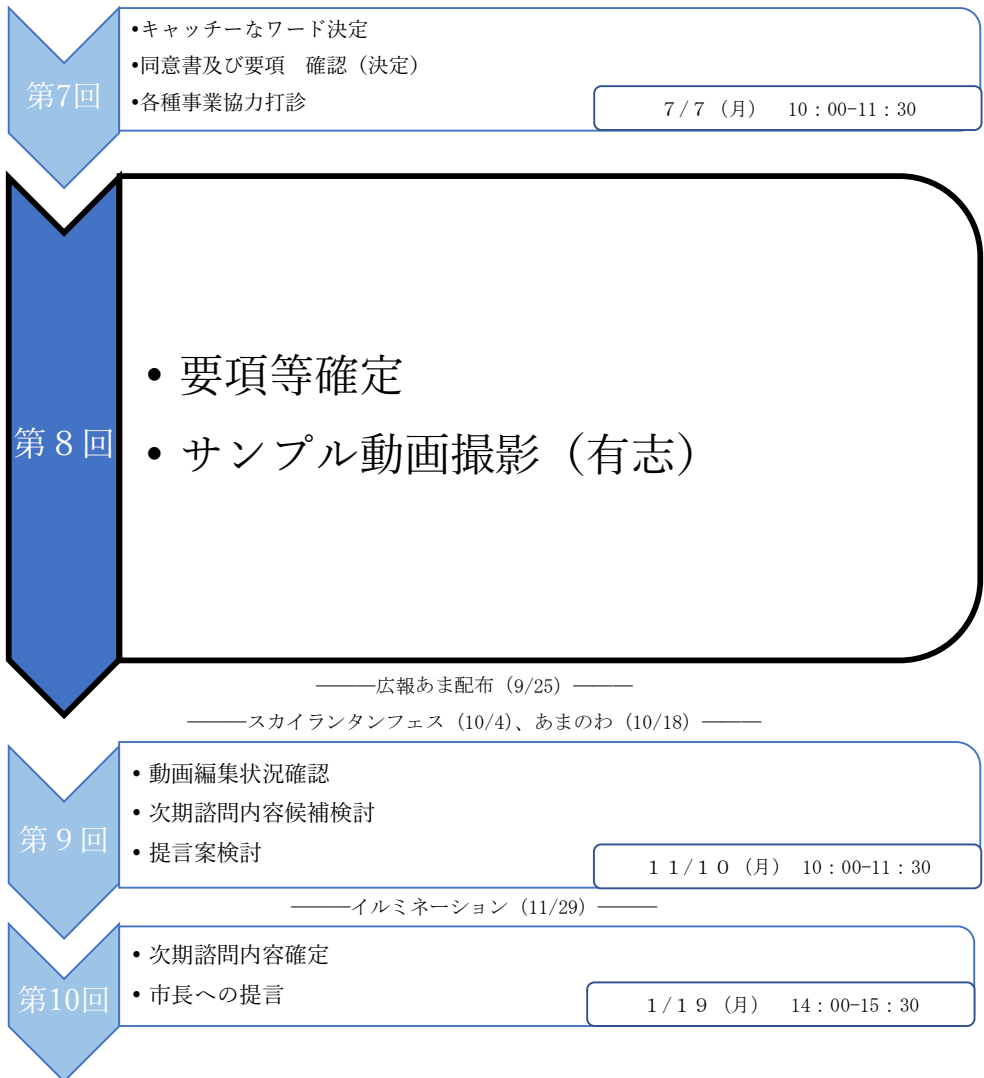 第7回
•キャッチーなワード決定
•同意書及び要項　確認（決定）
•各種事業協力打診
７/７（月）　10：00-11：30
第８回
• 要項等確定
• サンプル動画撮影（有志）
―――広報あま配布（9/25）―――
―――スカイランタンフェス（10/4）、あまのわ（10/18）―――
第９回
• 動画編集状況確認
• 次期諮問内容候補検討
• 提言案検討
１１/１０（月）　10：00-11：30
―――イルミネーション（11/29）―――
第10回
• 次期諮問内容確定
• 市長への提言
１/１９（月）　14：00-15：30